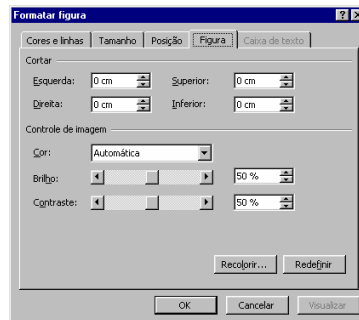 Formatar figura
Cores e linhas Tamanho Posição Figura Caixa de texto
Cortar
Esquerda: 0 cm Superior: 0 cm
Direita: 0 cm Inferior: 0 cm
Controle de imagem
Cor: Automática
Brilho: 50 %
Contraste: 50 %
Recolorir... Redefinir
OK Cancelar Visualizar